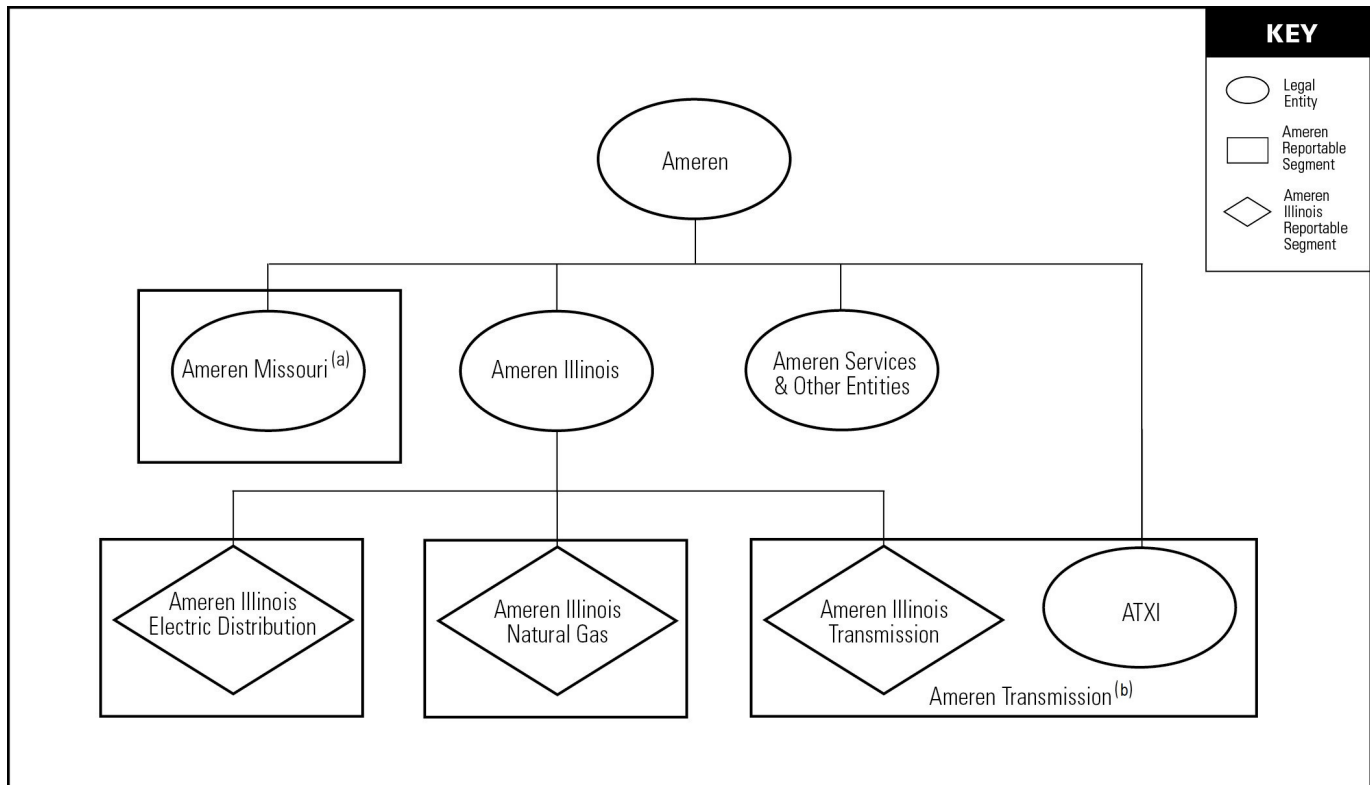 KEY
Legal
Entity
Ameren
Reportable
Segment
Ameren
Illinois
Reportable
Segment
Ameren
Ameren Missouri (a)
Ameren Illinois
Ameren Services
& Other Entities
Ameren Illinois
Electric Distribution
Ameren Illinois
Natural Gas
Ameren Illinois
Transmission
ATXI
Ameren Transmission (b)